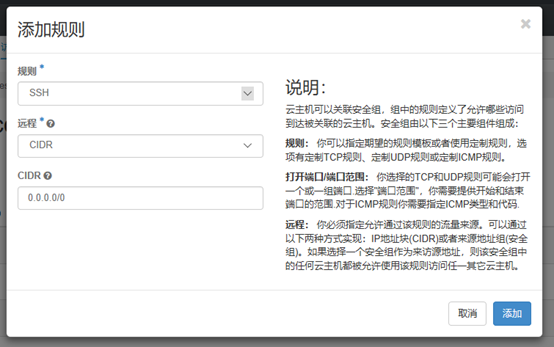 添加规则
×
规则 *
SSH
远程 *
CIDR
CIDR
0.0.0.0/0
说明：
云主机可以关联安全组，组中的规则定义了允许哪些访问
到达被关联的云主机。安全组由以下三个主要组件组成：
规则： 你可以指定期望的规则模板或者使用定制规则，选
项有定制TCP规则、定制UDP规则或定制ICMP规则。
打开端口/端口范围： 你选择的TCP和UDP规则可能会打开
一个或一组端口.选择"端口范围"，你需要提供开始和结束
端口的范围.对于ICMP规则你需要指定ICMP类型和代码.
远程： 你必须指定允许通过该规则的流量来源。可以通过
以下两种方式实现：IP地址块(CIDR)或者来源地址组(安全
组)。如果选择一个安全组作为来访源地址，则该安全组中
的任何云主机都被允许使用该规则访问任一其它云主机。
取消
添加